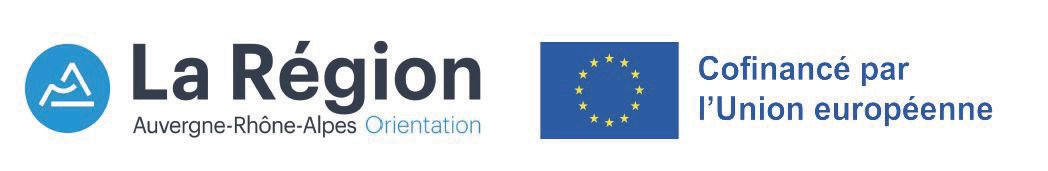 La Région
Auvergne-Rhône-Alpes Orientation
Cofinancé par
l'Union européenne